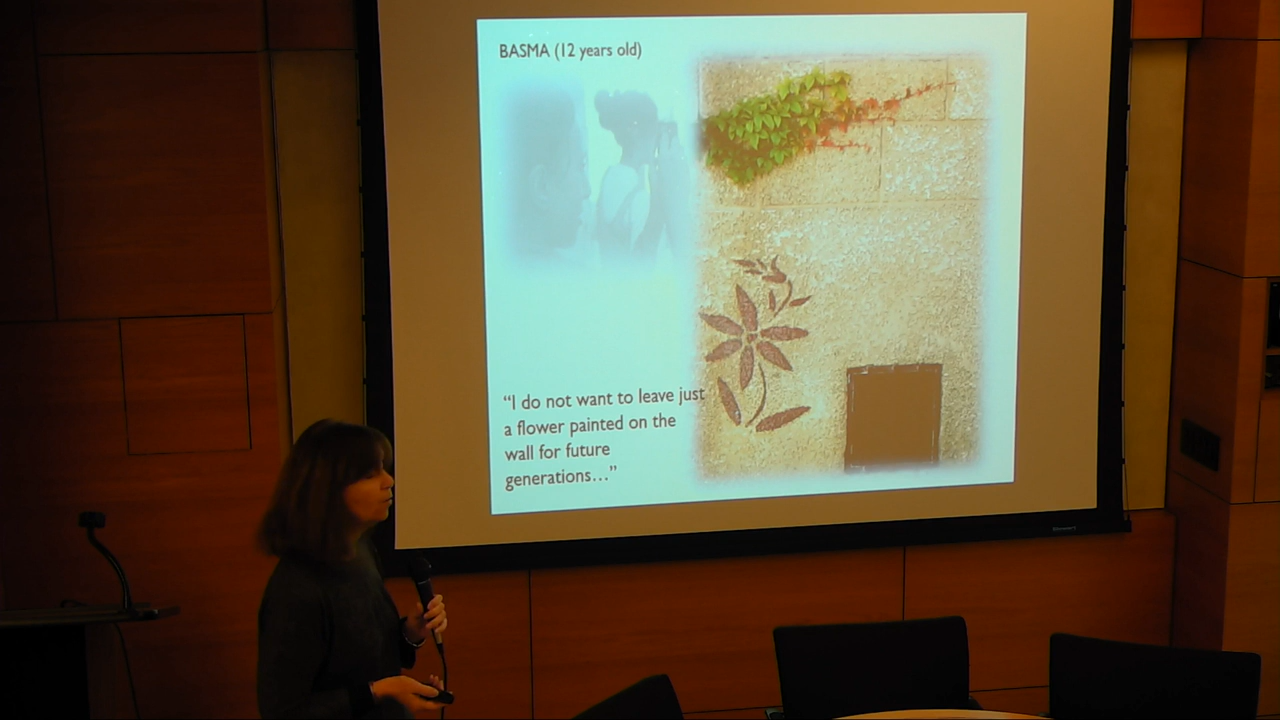 BASMA (12 years old)
“I do not want to leave just
a flower painted on the
wall for future
generations…”